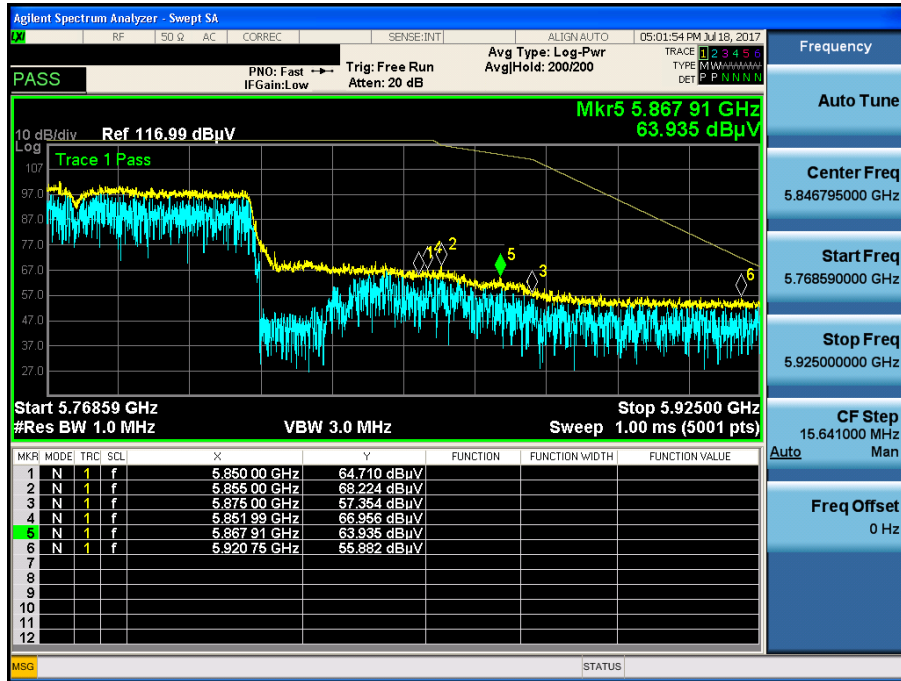 Agilent Spectrum Analyzer - Swept SA
LXI RF 50 Ω AC CORREC SENSE:INT ALIGN AUTO 05:01:54 PM Jul 18, 2017
PASS
PNO: Fast
IFGain:Low
Trig: Free Run
Atten: 20 dB
Avg Type: Log-Pwr
Avg|Hold: 200/200
TRACE 1 2 3 4 5 6
TYPE M W
DET P P N N N N
Mkr5 5.867 91 GHz
63.935 dBµV
10 dB/div Ref 116.99 dBµV
Log
Trace 1 Pass
107
97.0
87.0
77.0
67.0
57.0
47.0
37.0
27.0
1 4 2
5
3
6
Start 5.76859 GHz Stop 5.92500 GHz
#Res BW 1.0 MHz VBW 3.0 MHz Sweep 1.00 ms (5001 pts)
MKR MODE TRC SCL X Y FUNCTION FUNCTION WIDTH FUNCTION VALUE
1 N 1 f 5.850 00 GHz 64.710 dBµV
2 N 1 f 5.855 00 GHz 68.224 dBµV
3 N 1 f 5.875 00 GHz 57.354 dBµV
4 N 1 f 5.851 99 GHz 66.956 dBµV
5 N 1 f 5.867 91 GHz 63.935 dBµV
6 N 1 f 5.920 75 GHz 55.882 dBµV
7
8
9
10
11
12
MSG STATUS
Frequency
Auto Tune
Center Freq
5.846795000 GHz
Start Freq
5.768590000 GHz
Stop Freq
5.925000000 GHz
CF Step
15.641000 MHz
Auto Man
Freq Offset
0 Hz